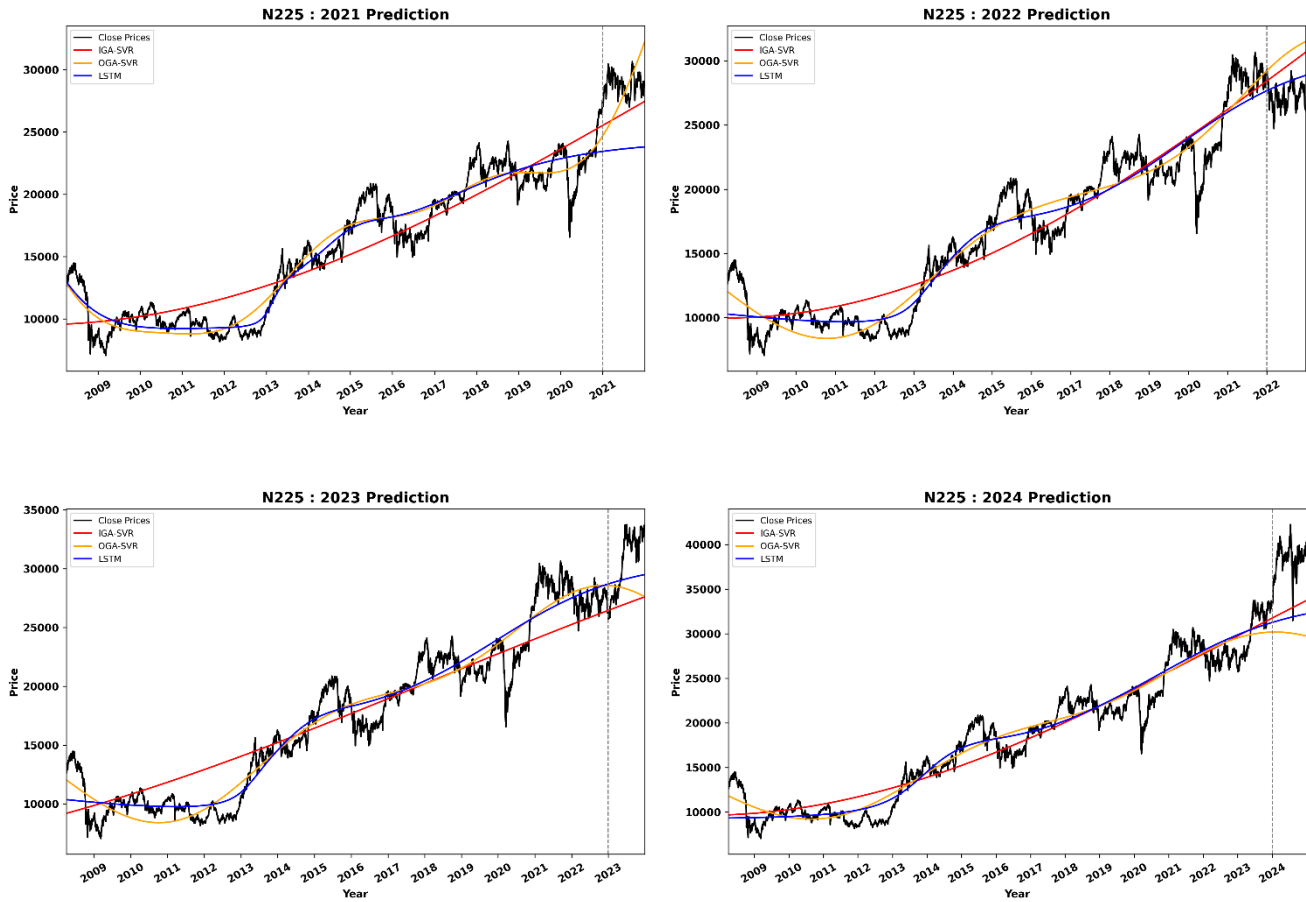 N225 : 2021 Prediction
Close Prices
IGA-SVR
OGA-SVR
LSTM
30000
25000
20000
15000
10000
Price
2009 2010 2011 2012 2013 2014 2015 2016 2017 2018 2019 2020 2021
Year
N225 : 2022 Prediction
Close Prices
IGA-SVR
OGA-SVR
LSTM
30000
25000
20000
15000
10000
Price
2009 2010 2011 2012 2013 2014 2015 2016 2017 2018 2019 2020 2021 2022
Year
N225 : 2023 Prediction
Close Prices
IGA-SVR
OGA-SVR
LSTM
35000
30000
25000
20000
15000
10000
Price
2009 2010 2011 2012 2013 2014 2015 2016 2017 2018 2019 2020 2021 2022 2023
Year
N225 : 2024 Prediction
Close Prices
IGA-SVR
OGA-SVR
LSTM
40000
35000
30000
25000
20000
15000
10000
Price
2009 2010 2011 2012 2013 2014 2015 2016 2017 2018 2019 2020 2021 2022 2023 2024
Year